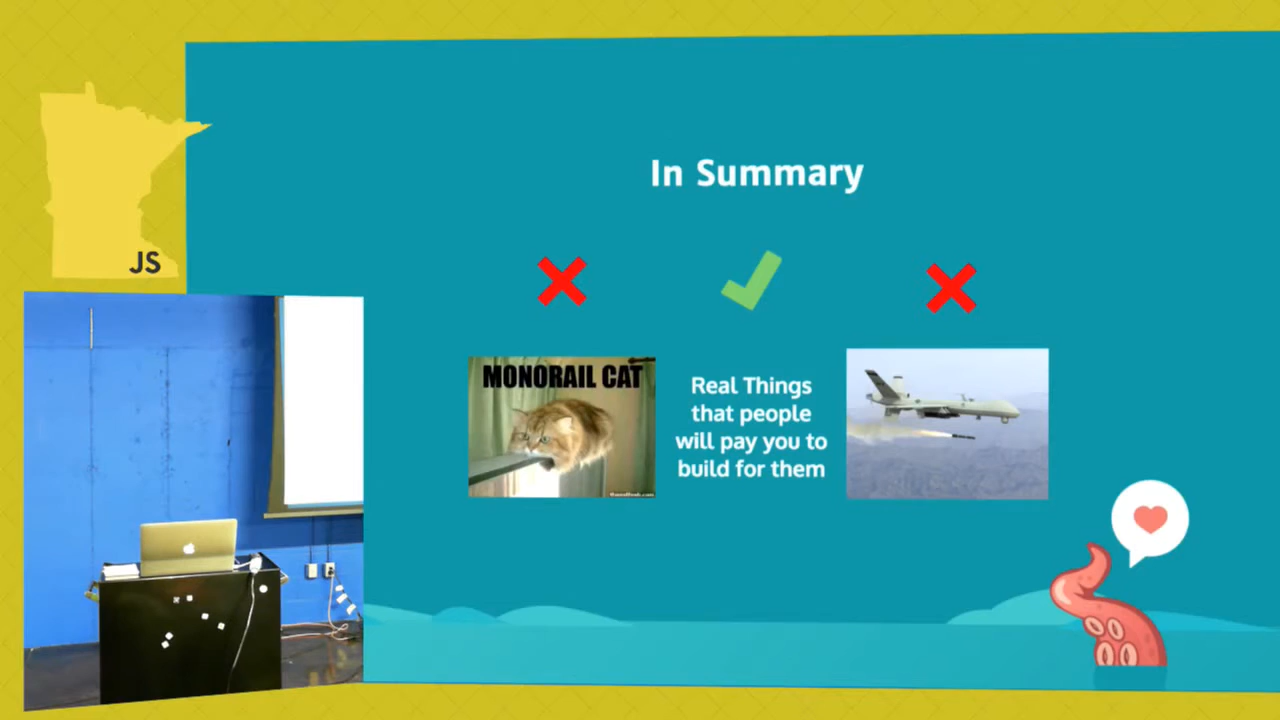 JS
In Summary
MONORAIL CAT
Real Things
that people
will pay you to
build for them